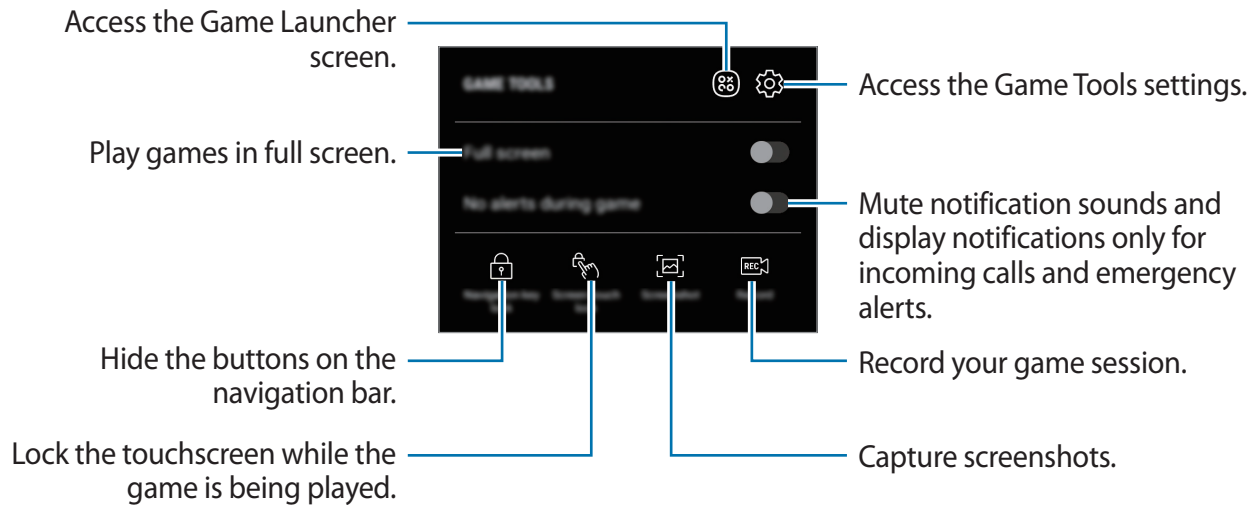 Access the Game Launcher
screen.
GAME TOOLS
Access the Game Tools settings.
Play games in full screen.
Full screen
No alerts during game
Mute notification sounds and
display notifications only for
incoming calls and emergency
alerts.
REC
Hide the buttons on the
navigation bar.
Record your game session.
Lock the touchscreen while the
game is being played.
Capture screenshots.